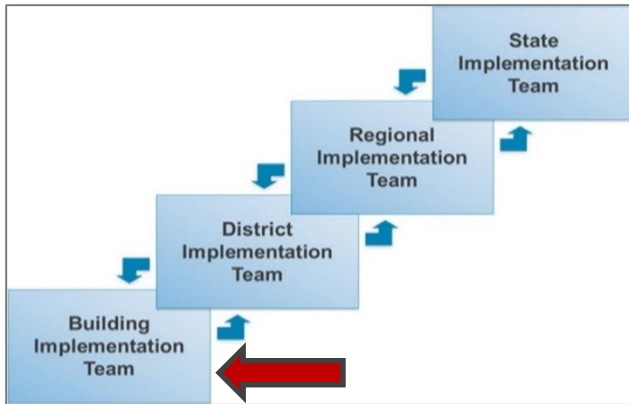 State
Implementation
Team
Regional
Implementation
Team
District
Implementation
Team
Building
Implementation
Team